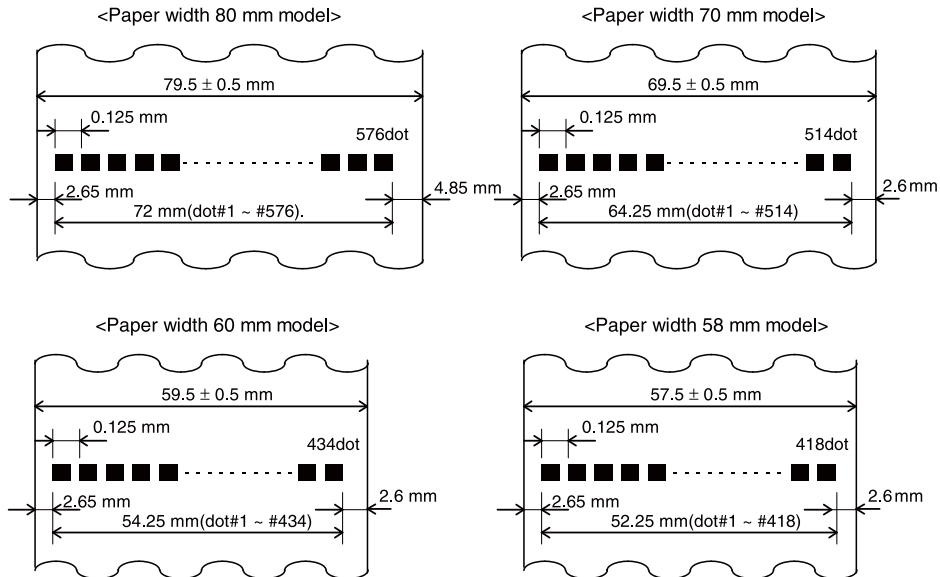 <Paper width 80 mm model>
79.5 ± 0.5 mm
0.125 mm
576dot
2.65 mm
4.85 mm
72 mm(dot#1 ~ #576).
<Paper width 70 mm model>
69.5 ± 0.5 mm
0.125 mm
514dot
2.65 mm
2.6 mm
64.25 mm(dot#1 ~ #514)
<Paper width 60 mm model>
59.5 ± 0.5 mm
0.125 mm
434dot
2.65 mm
2.6 mm
54.25 mm(dot#1 ~ #434)
<Paper width 58 mm model>
57.5 ± 0.5 mm
0.125 mm
418dot
2.65 mm
2.6 mm
52.25 mm(dot#1 ~ #418)